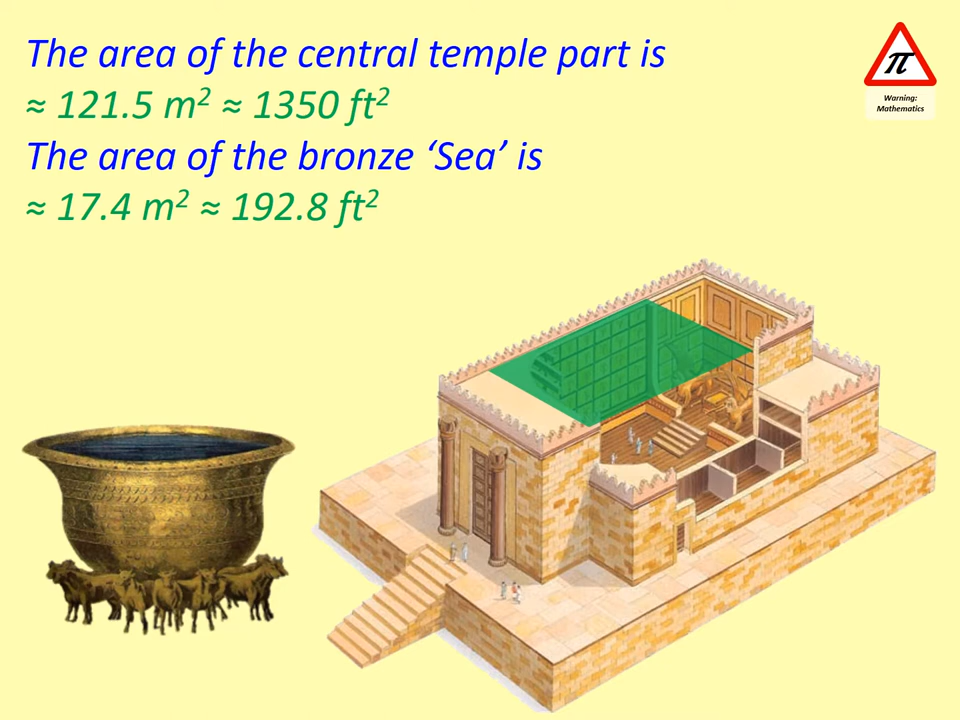 The area of the central temple part is
≈ 121.5 m² ≈ 1350 ft²
The area of the bronze ‘Sea’ is
≈ 17.4 m² ≈ 192.8 ft²
π
Warning:
Mathematics